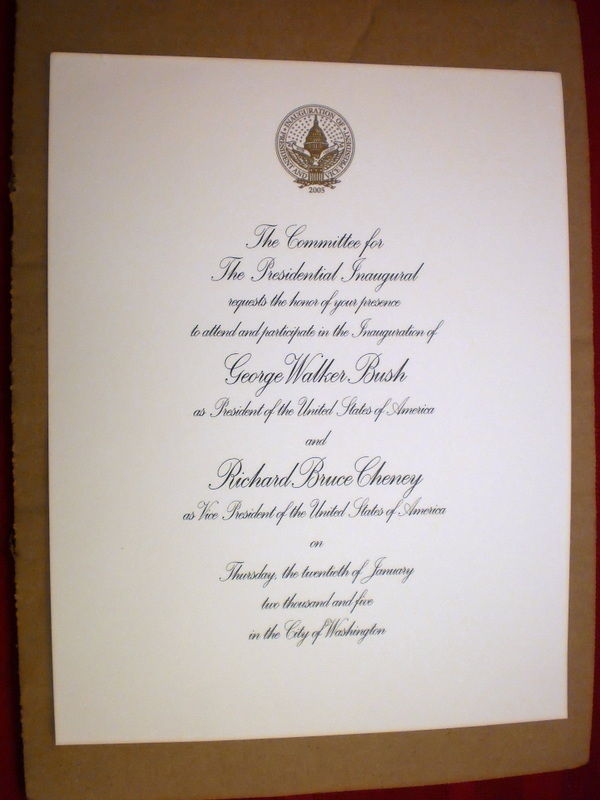 INAUGURATION OF PRESIDENT AND VICE PRESIDENT
2005
The Committee for
The Presidential Inaugural
requests the honor of your presence
to attend and participate in the Inauguration of
George Walker Bush
as President of the United States of America
and
Richard Bruce Cheney
as Vice President of the United States of America
on
Thursday, the twentieth of January
two thousand and five
in the City of Washington